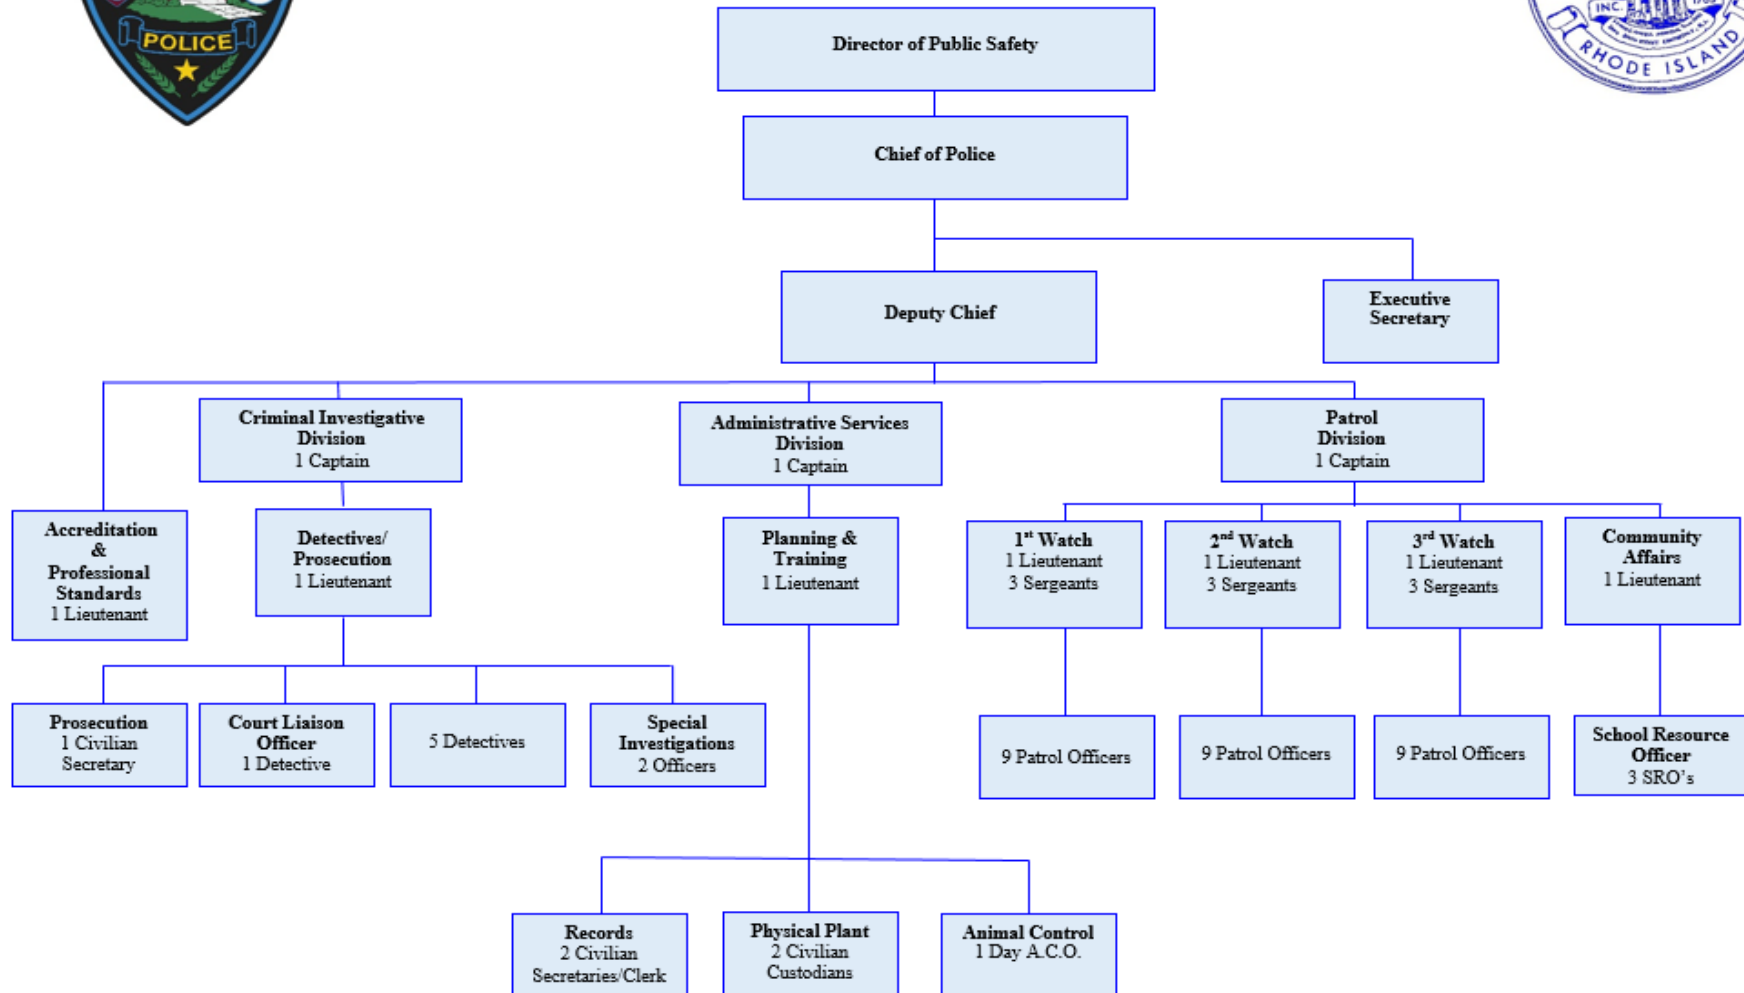 POLICE
INC.
RHODE ISLAND
Director of Public Safety
Chief of Police
Deputy Chief
Executive
Secretary
Criminal Investigative
Division
1 Captain
Administrative Services
Division
1 Captain
Patrol
Division
1 Captain
Accreditation
&
Professional
Standards
1 Lieutenant
Detectives/
Prosecution
1 Lieutenant
Planning &
Training
1 Lieutenant
1st Watch
1 Lieutenant
3 Sergeants
2nd Watch
1 Lieutenant
3 Sergeants
3rd Watch
1 Lieutenant
3 Sergeants
Community
Affairs
1 Lieutenant
Prosecution
1 Civilian
Secretary
Court Liaison
Officer
1 Detective
5 Detectives
Special
Investigations
2 Officers
9 Patrol Officers
9 Patrol Officers
9 Patrol Officers
School Resource
Officer
3 SRO's
Records
2 Civilian
Secretaries/Clerk
Physical Plant
2 Civilian
Custodians
Animal Control
1 Day A.C.O.